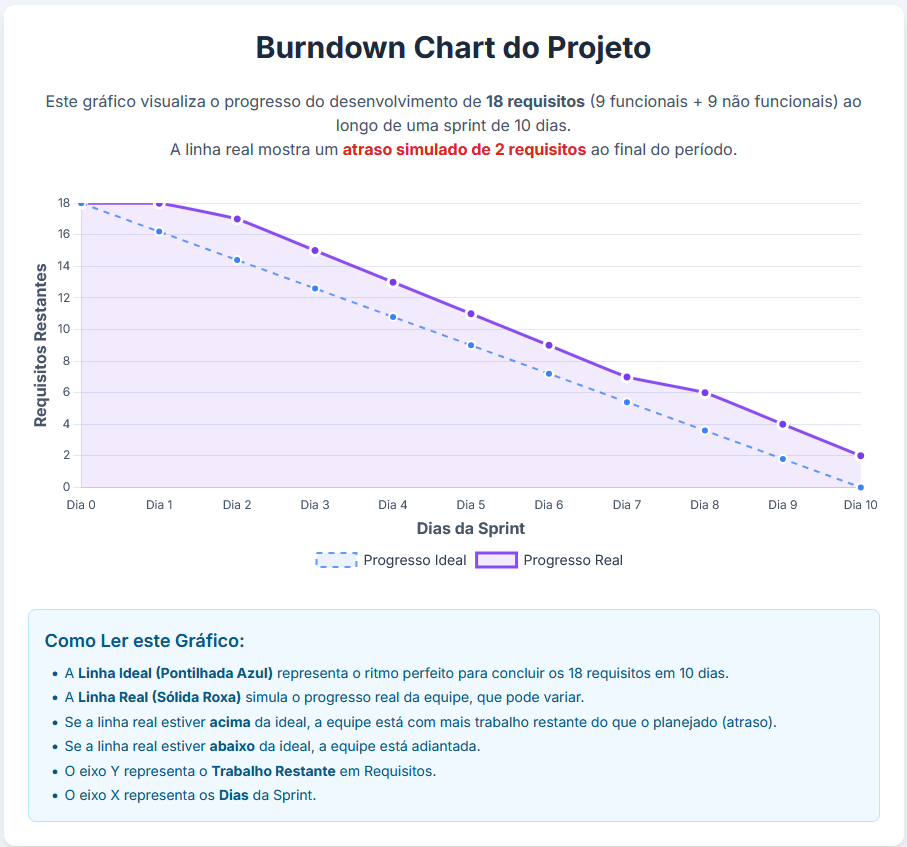 Burndown Chart do Projeto
Este gráfico visualiza o progresso do desenvolvimento de 18 requisitos (9 funcionais + 9 não funcionais) ao
longo de uma sprint de 10 dias.
A linha real mostra um atraso simulado de 2 requisitos ao final do período.
Requisitos Restantes
18
16
14
12
10
8
6
4
2
0
Dia 0 Dia 1 Dia 2 Dia 3 Dia 4 Dia 5 Dia 6 Dia 7 Dia 8 Dia 9 Dia 10
Dias da Sprint
Progresso Ideal Progresso Real
Como Ler este Gráfico:
• A Linha Ideal (Pontilhada Azul) representa o ritmo perfeito para concluir os 18 requisitos em 10 dias.
• A Linha Real (Sólida Roxa) simula o progresso real da equipe, que pode variar.
• Se a linha real estiver acima da ideal, a equipe está com mais trabalho restante do que o planejado (atraso).
• Se a linha real estiver abaixo da ideal, a equipe está adiantada.
• O eixo Y representa o Trabalho Restante em Requisitos.
• O eixo X representa os Dias da Sprint.